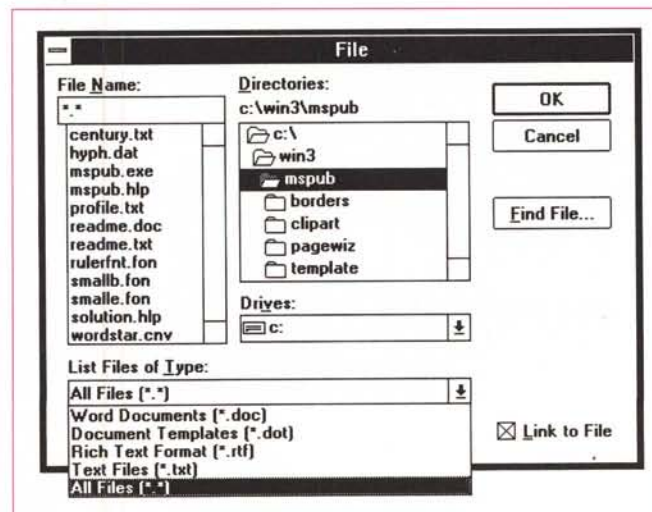 File
File Name:
*.*
century.txt
hyph.dat
mspub.exe
mspub.hlp
profile.txt
readme.doc
readme.txt
rulerfnt.fon
smallb.fon
smalle.fon
solution.hlp
wordstar.cnv
Directories:
c:\win3\mspub
c:\
win3
mspub
borders
clipart
pagewiz
template
Drives:
c:
OK
Cancel
Find File...
List Files of Type:
All Files (*.*)
Word Documents (*.doc)
Document Templates (*.dot)
Rich Text Format (*.rtf)
Text Files (*.txt)
All Files (*.*)
Link to File